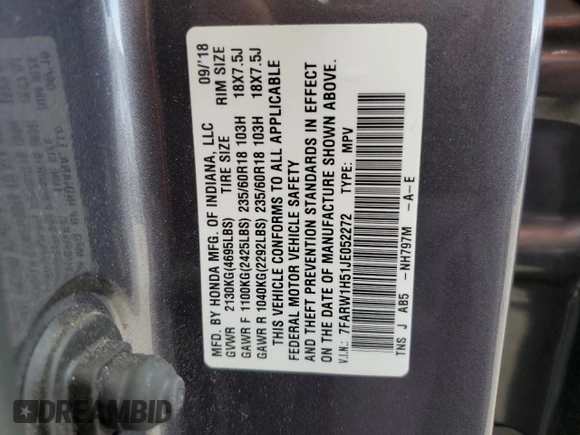 MFD. BY HONDA MFG. OF INDIANA, LLC 09/'18
GVWR 2130KG(4695LBS) TIRE SIZE RIM SIZE
GAWR F 1100KG(2425LBS) 235/60R18 103H 18X7.5J
GAWR R 1040KG(2292LBS) 235/60R18 103H 18X7.5J
THIS VEHICLE CONFORMS TO ALL APPLICABLE
FEDERAL MOTOR VEHICLE SAFETY
AND THEFT PREVENTION STANDARDS IN EFFECT
ON THE DATE OF MANUFACTURE SHOWN ABOVE.
V.I.N.: 7FARW1H51JE052272 TYPE: MPV
TNS J AB5 -NH797M -A-E
DREAMBID